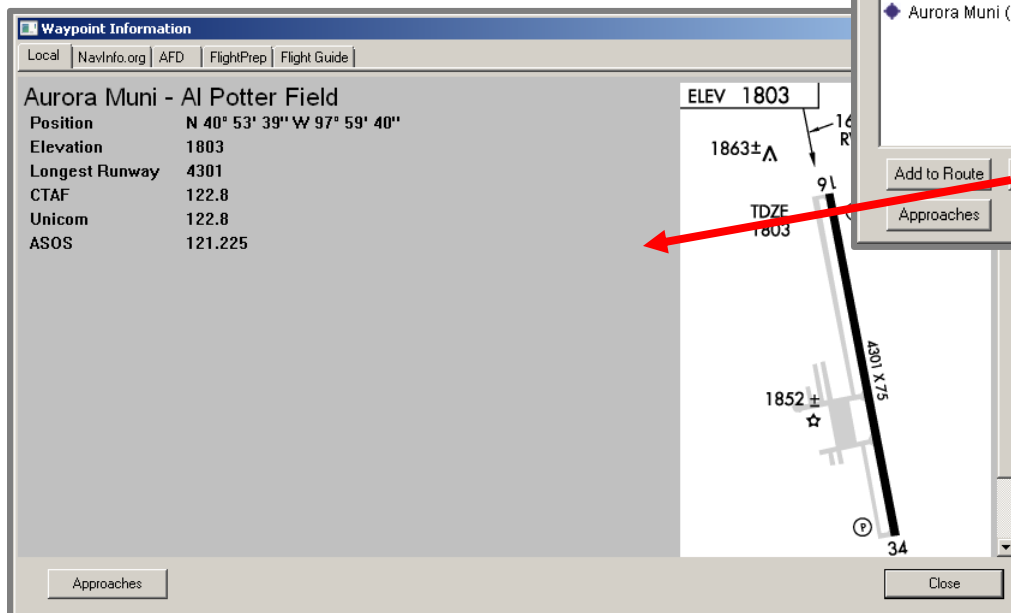 Aurora Muni (
Waypoint Information
Local NavInfo.org AFD FlightPrep Flight Guide
Aurora Muni - Al Potter Field
Position N 40° 53' 39" W 97° 59' 40"
Elevation 1803
Longest Runway 4301
CTAF 122.8
Unicom 122.8
ASOS 121.225
ELEV 1803
1863±
16
TDZE
1803
4301 X 75
1852 ±
P
34
Add to Route
Approaches
Approaches
Close